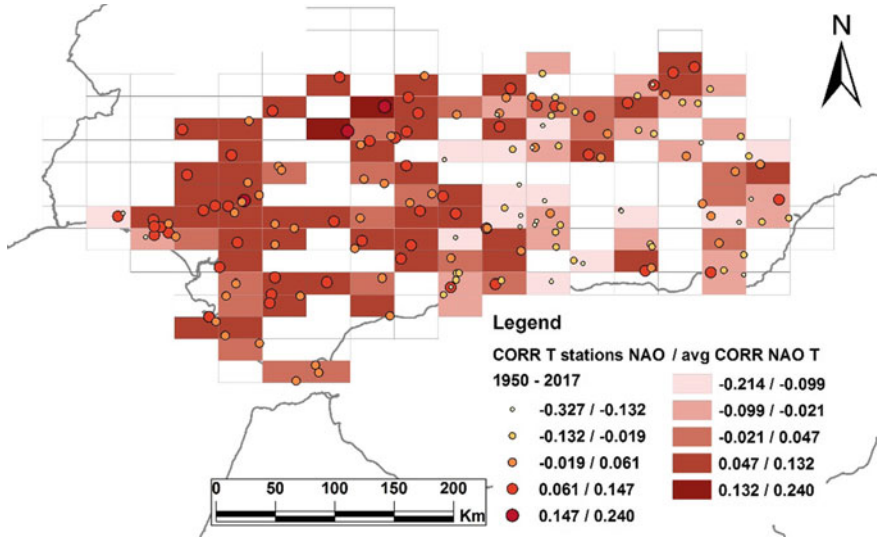 N
Legend
CORR T stations NAO / avg CORR NAO T
1950 - 2017
-0.327 / -0.132
-0.132 / -0.019
-0.019 / 0.061
0.061 / 0.147
0.147 / 0.240
-0.214 / -0.099
-0.099 / -0.021
-0.021 / 0.047
0.047 / 0.132
0.132 / 0.240
0 50 100 150 200
Km